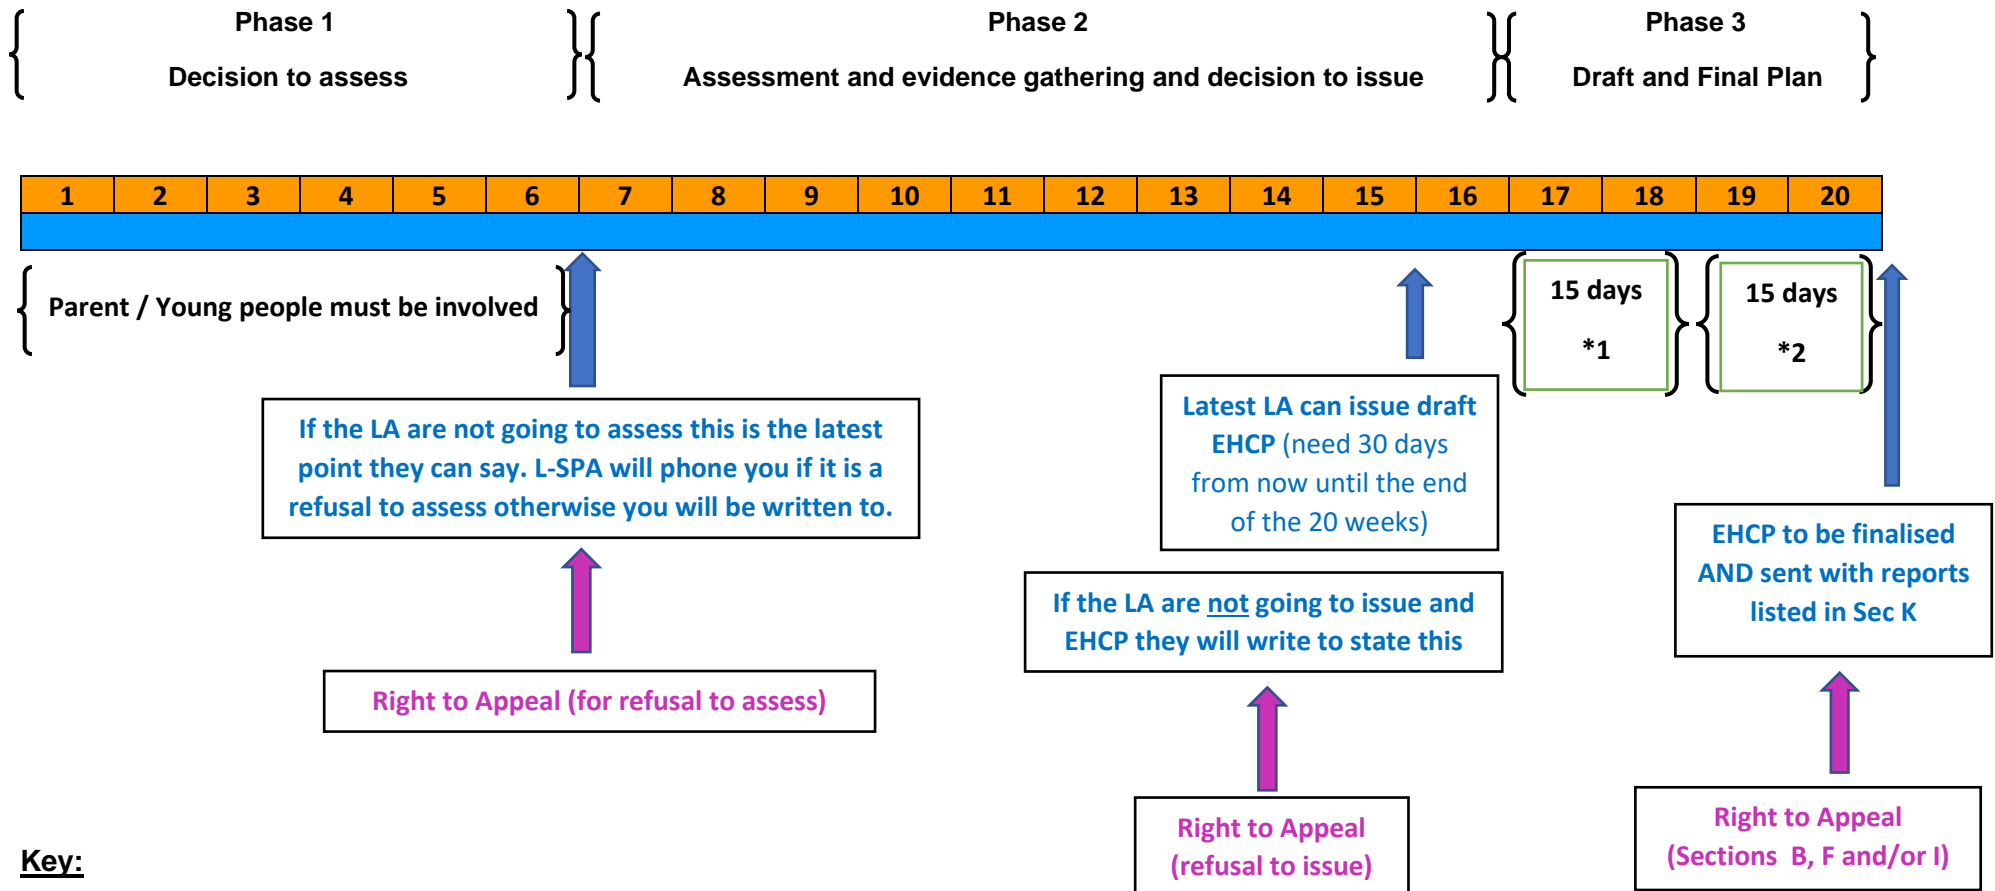 Phase 1
Decision to assess
Phase 2
Assessment and evidence gathering and decision to issue
Phase 3
Draft and Final Plan
1 2 3 4 5 6 7 8 9 10 11 12 13 14 15 16 17 18 19 20
Parent / Young people must be involved
15 days
*1
15 days
*2
If the LA are not going to assess this is the latest
point they can say. L-SPA will phone you if it is a
refusal to assess otherwise you will be written to.
Latest LA can issue draft
EHCP (need 30 days
from now until the end
of the 20 weeks)
EHCP to be finalised
AND sent with reports
listed in Sec K
If the LA are not going to issue and
EHCP they will write to state this
Right to Appeal (for refusal to assess)
Right to Appeal
(refusal to issue)
Right to Appeal
(Sections B, F and/or I)
Key: